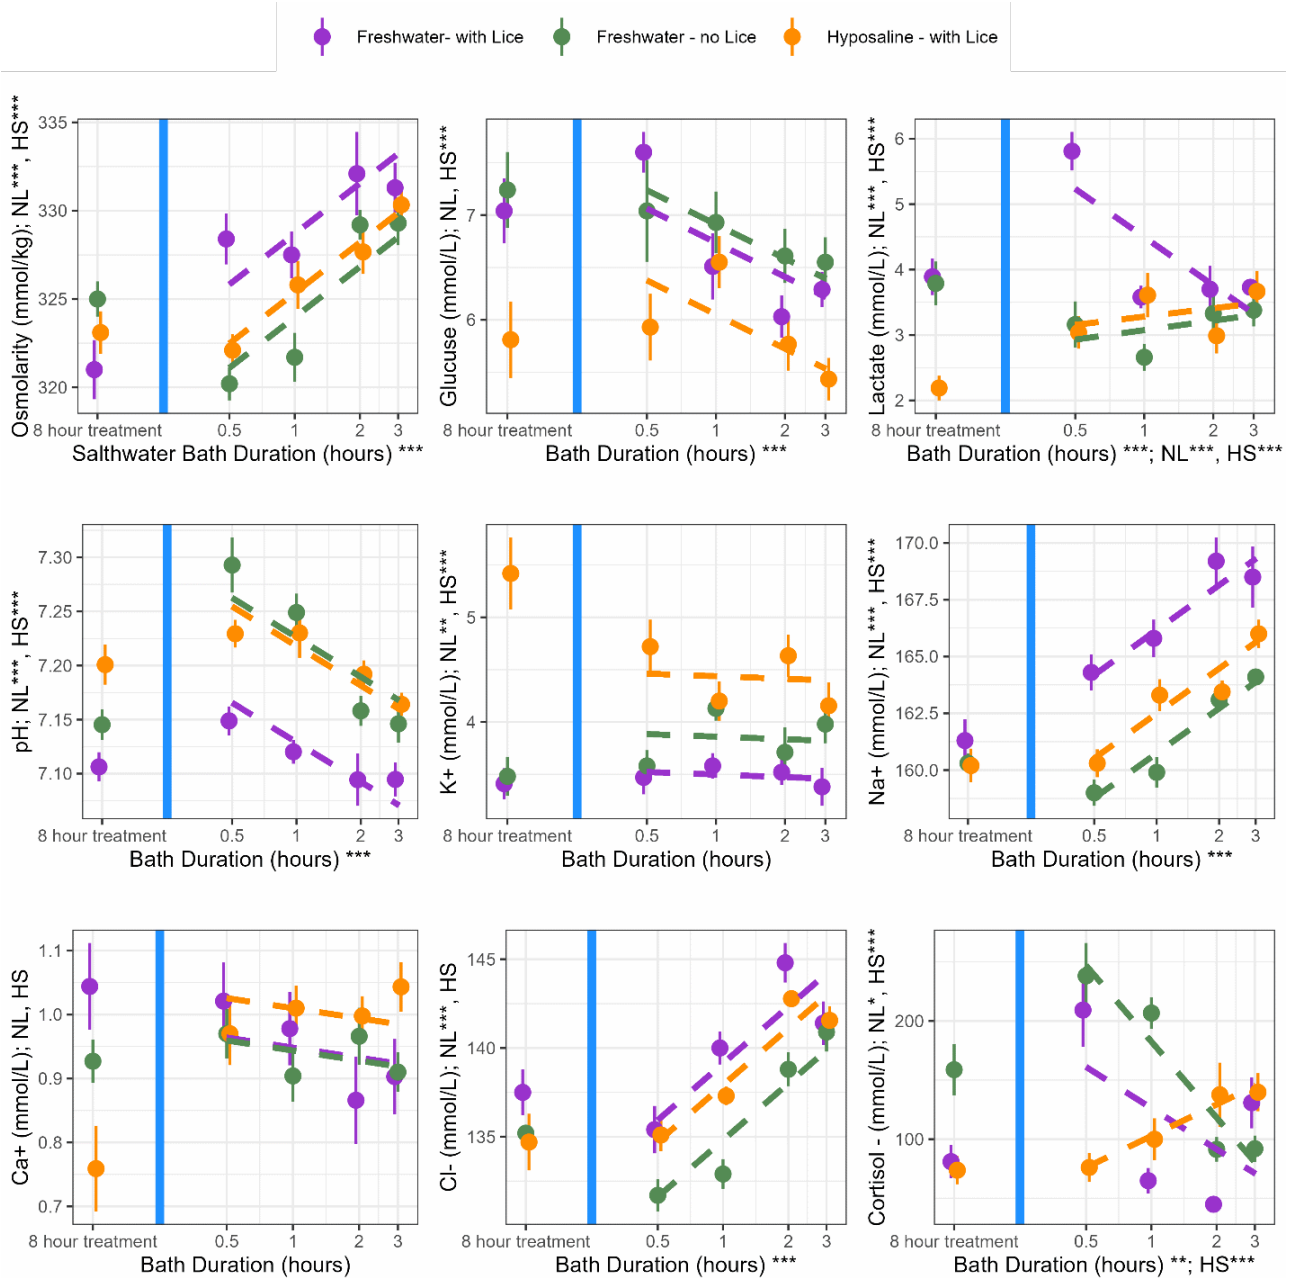 Freshwater- with Lice Freshwater - no Lice Hyposaline - with Lice
Osmolarity (mmol/kg); NL***, HS***
335
330
325
320
8 hour treatment 0.5 1 2 3
Salthwater Bath Duration (hours) ***
Glucuse (mmol/L); NL, HS***
7
6
8 hour treatment 0.5 1 2 3
Bath Duration (hours) ***
Lactate (mmol/L); NL***, HS***
6
5
4
3
2
8 hour treatment 0.5 1 2 3
Bath Duration (hours) ***; NL***, HS***
pH; NL***, HS***
7.30
7.25
7.20
7.15
7.10
8 hour treatment 0.5 1 2 3
Bath Duration (hours) ***
K+ (mmol/L); NL**, HS***
5
4
8 hour treatment 0.5 1 2 3
Bath Duration (hours)
Na+ (mmol/L); NL***, HS***
170.0
167.5
165.0
162.5
160.0
8 hour treatment 0.5 1 2 3
Bath Duration (hours) ***
Ca+ (mmol/L); NL, HS
1.1
1.0
0.9
0.8
0.7
8 hour treatment 0.5 1 2 3
Bath Duration (hours)
Cl- (mmol/L); NL***, HS
145
140
135
8 hour treatment 0.5 1 2 3
Bath Duration (hours) ***
Cortisol - (mmol/L); NL*, HS***
200
100
8 hour treatment 0.5 1 2 3
Bath Duration (hours) **; HS***